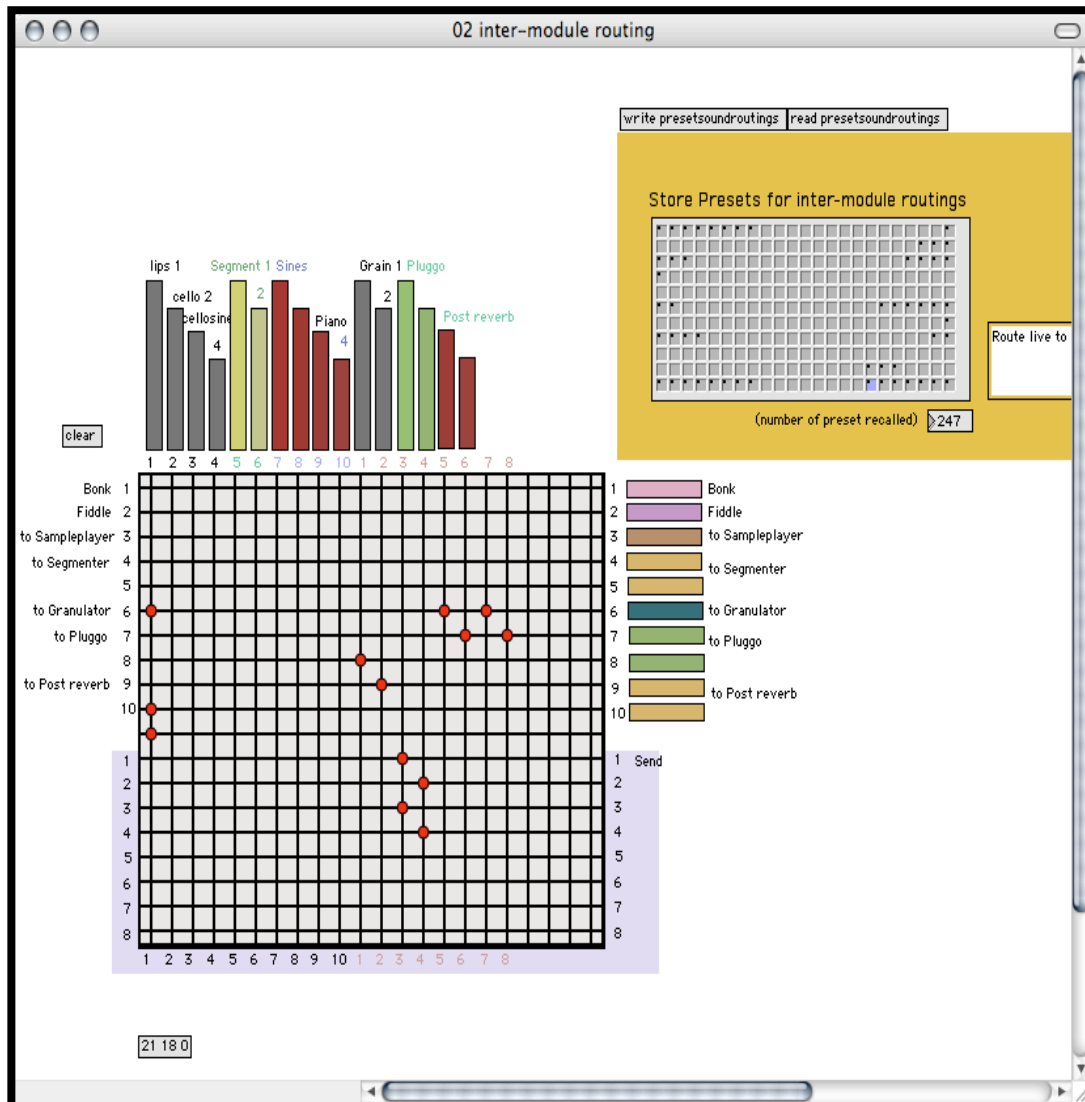 02 inter-module routing
write presetsoundroutings read presetsoundroutings
Store Presets for inter-module routings
lips 1 Segment 1 Sines Grain 1 Pluggo
cello 2 2 2
cellosine Piano Post reverb
4 4
Route live to
(number of preset recalled) 247
clear
1 2 3 4 5 6 7 8 9 10 1 2 3 4 5 6 7 8
Bonk 1 1 Bonk
Fiddle 2 2 Fiddle
to Sampleplayer 3 3 to Sampleplayer
to Segmenter 4 4 to Segmenter
5 5
to Granulator 6 6 to Granulator
to Pluggo 7 7 to Pluggo
8 8
to Post reverb 9 9 to Post reverb
10 10
1 1 Send
2 2
3 3
4 4
5 5
6 6
7 7
8 8
1 2 3 4 5 6 7 8 9 10 1 2 3 4 5 6 7 8
21 18 0